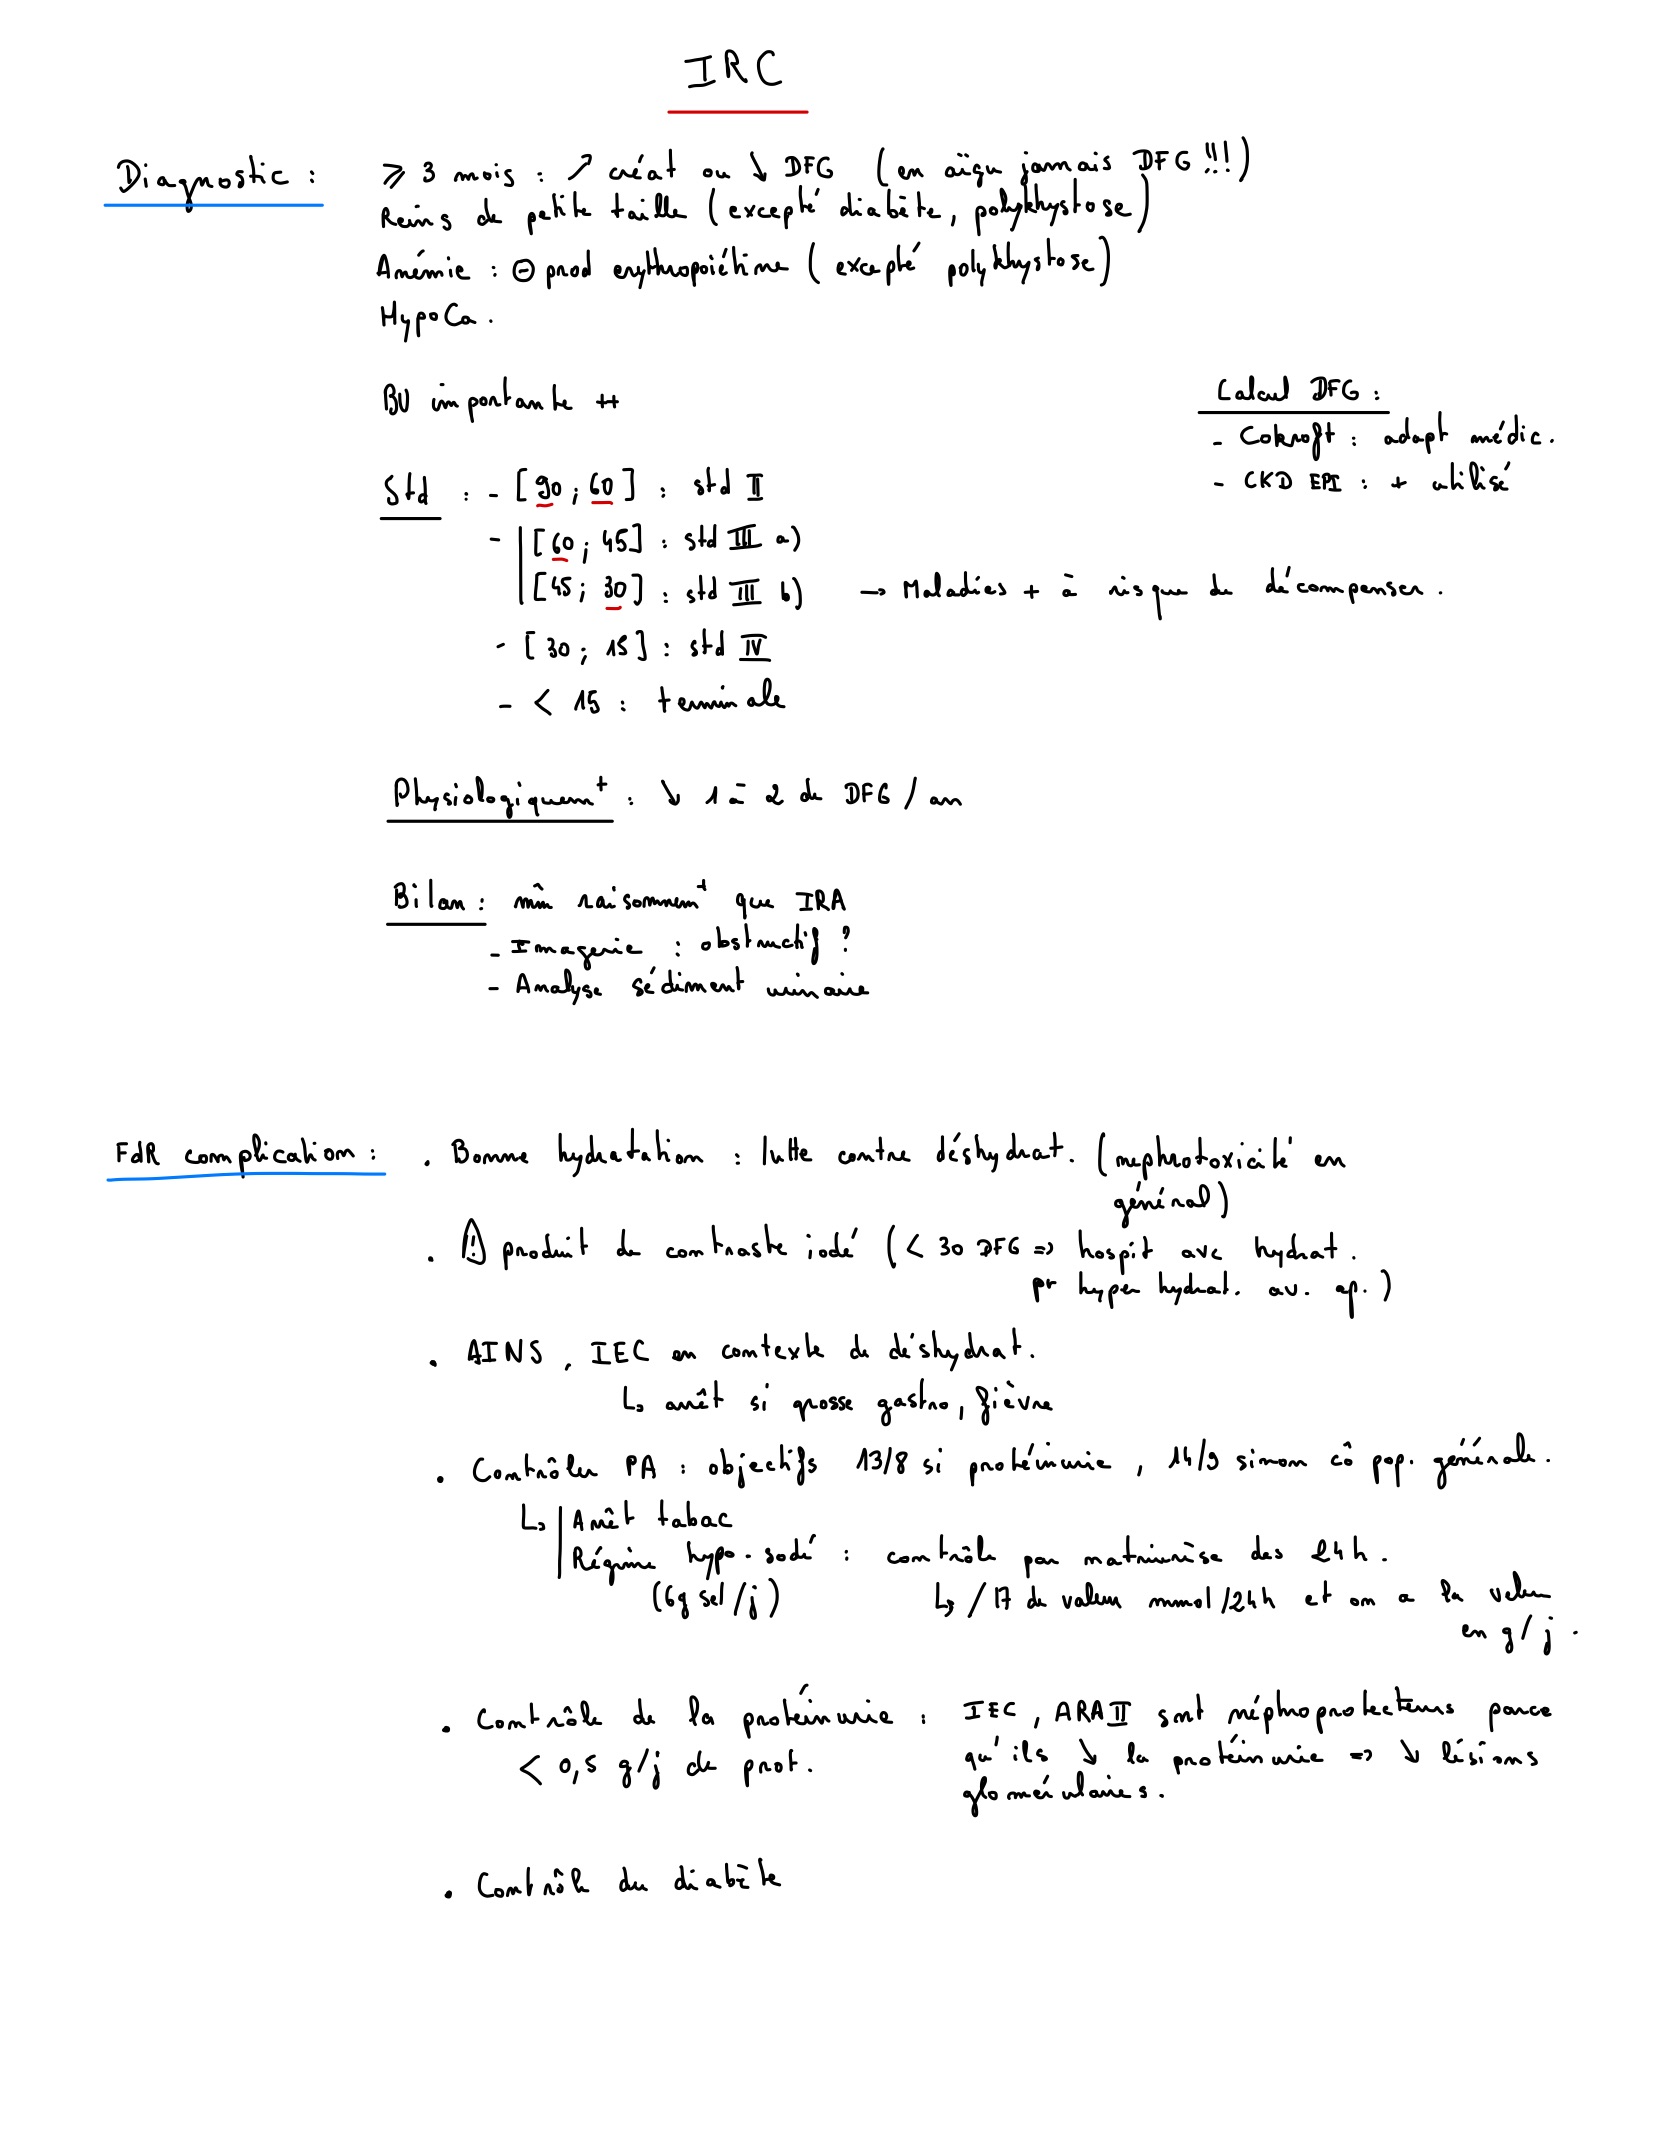 IRC
Diagnostic : ⩾ 3 mois : ↗ créat ou ↘ DFG (en aïgu jamais DFG !!!)
Reins de petite taille (excepté diabète, polykhystose)
Anémie : ⊖ prod erythropoiétine (excepté polykhystose)
HypoCa.
BU importante ++
Calcul DFG :
- Cokroft : adapt médic.
- CKD EPI : + utilisé
Std : - [90 ; 60] : std II
- [60 ; 45] : std III a)
[45 ; 30] : std III b) → Maladies + à risque de décompenser.
- [30 ; 15] : std IV
- < 15 : terminale
Physiologiquemt : ↘ 1 à 2 de DFG / an
Bilan : mm̂ raisonnemt que IRA
- Imagerie : obstructif ?
- Analyse sédiment urinaire
FdR complication : . Bonne hydratation : lutte contre déshydrat. (nephrotoxicité en
général)
. ⚠ produit de contraste iodé (< 30 DFG => hospit avc hydrat.
pr hyper hydrat. av. ap.)
. AINS, IEC en contexte de déshydrat.
↳ arrêt si grosse gastro, fièvre
. Contrôler PA : objectifs 13/8 si protéinurie, 14/9 sinon cô pop. générale.
↳ Arrêt tabac
Régime hypo-sodé : contrôle par natriurèse des 24h.
(6g sel/j) ↳ /17 de valeur mmol/24h et on a la valeur
en g/j.
. Contrôle de la protéinurie : IEC, ARA II sont néphroprotecteurs parce
< 0,5 g/j de prot. qu'ils ↘ la protéinurie => ↘ lésions
glomérulaires.
. Contrôle du diabète